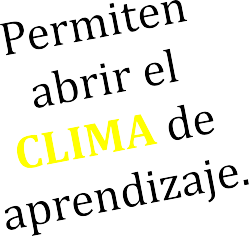 Permiten
abrir el
CLIMA de
aprendizaje.